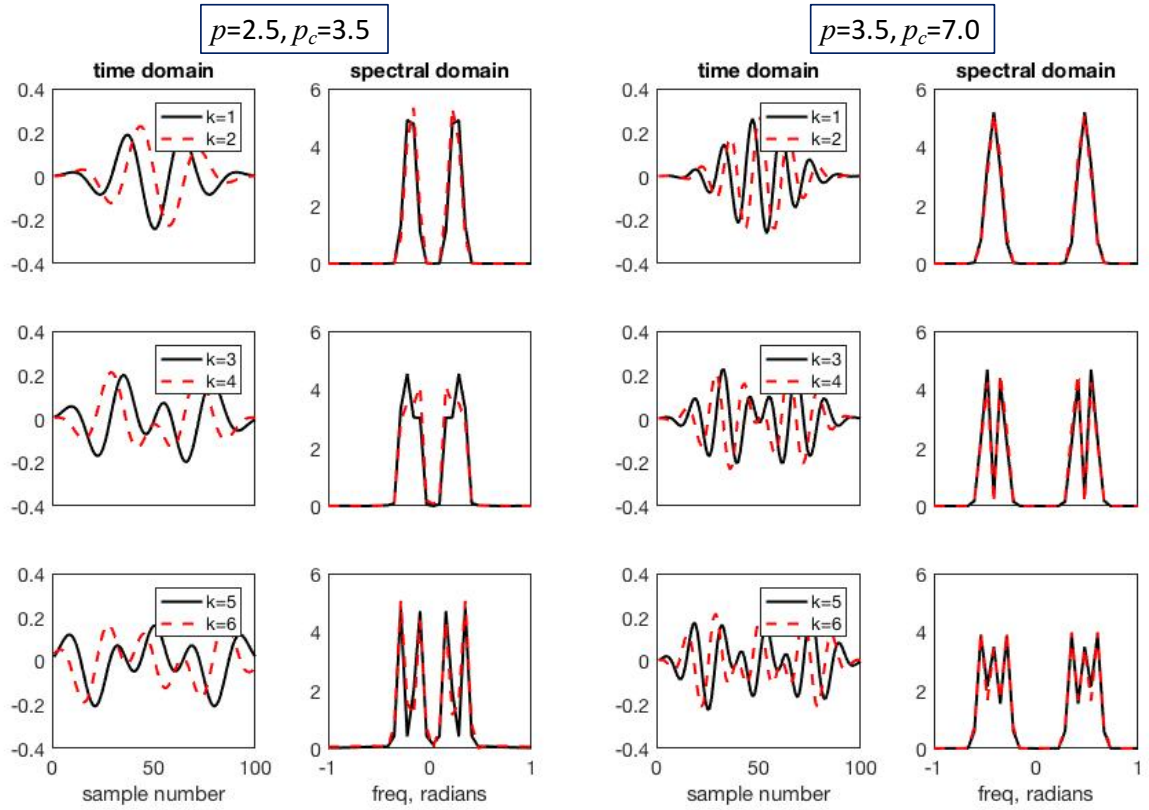 p=2.5, pc=3.5
p=3.5, pc=7.0
time domain
spectral domain
time domain
spectral domain
0.4
0.2
0
-0.2
-0.4
k=1
k=2
6
4
2
0
0.4
0.2
0
-0.2
-0.4
k=1
k=2
6
4
2
0
0.4
0.2
0
-0.2
-0.4
k=3
k=4
6
4
2
0
0.4
0.2
0
-0.2
-0.4
k=3
k=4
6
4
2
0
0.4
0.2
0
-0.2
-0.4
k=5
k=6
0 50 100
sample number
6
4
2
0
-1 0 1
freq, radians
0.4
0.2
0
-0.2
-0.4
k=5
k=6
0 50 100
sample number
6
4
2
0
-1 0 1
freq, radians